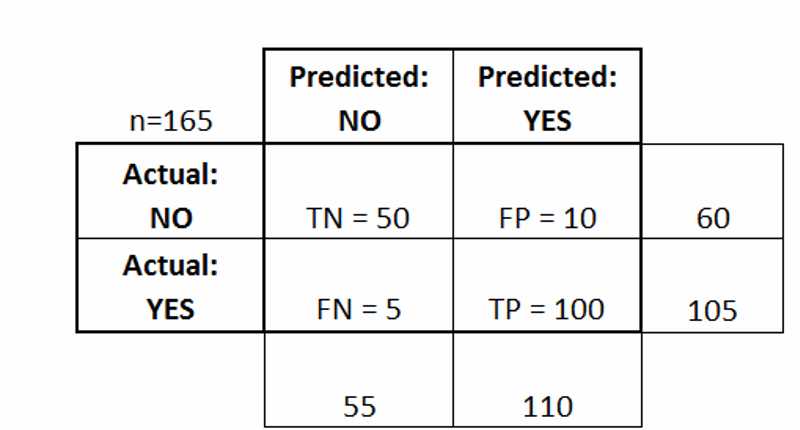 Predicted: Predicted:
n=165 NO YES
Actual:
NO TN = 50 FP = 10 60
Actual:
YES FN = 5 TP = 100 105
55 110